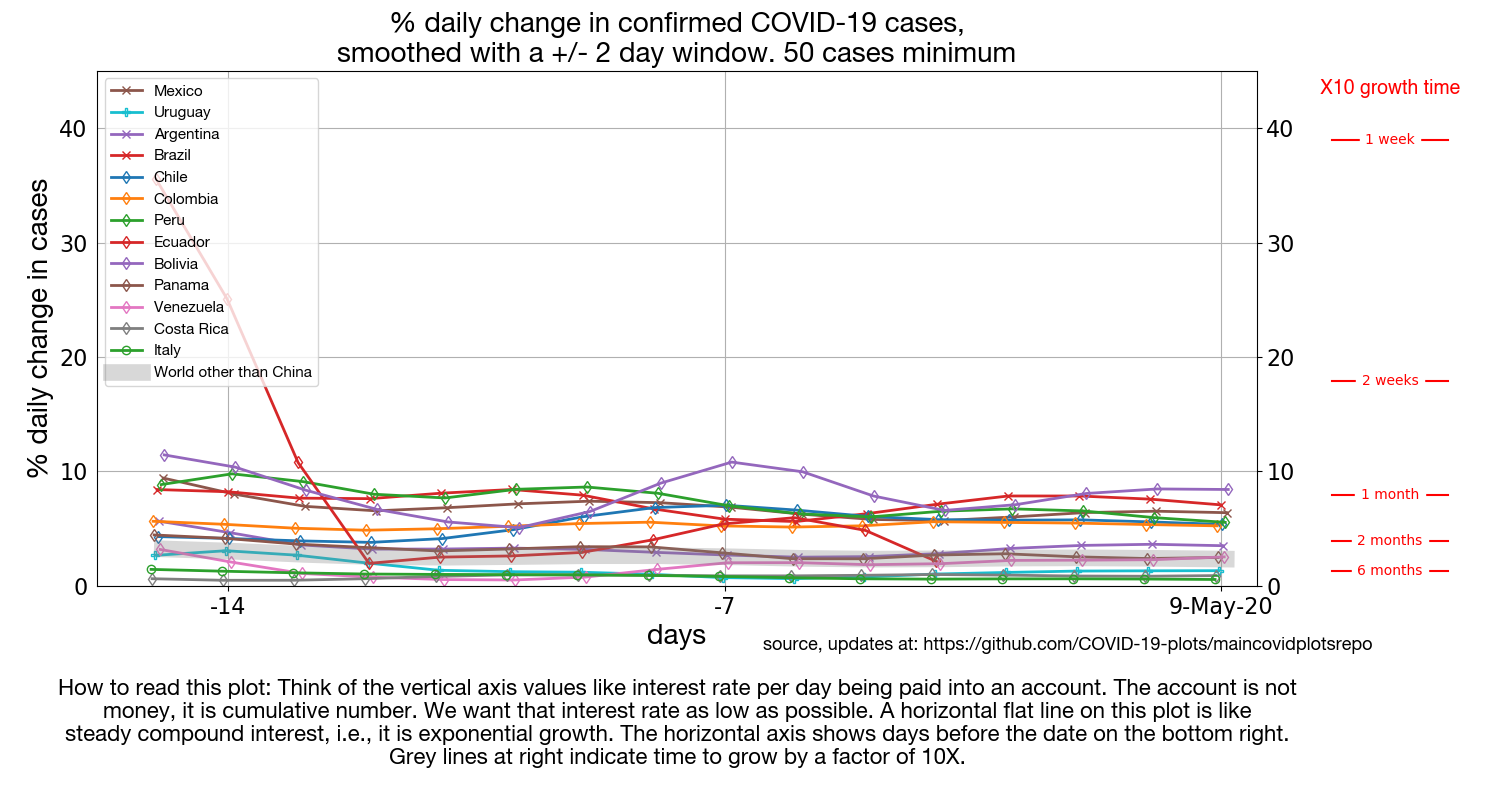 % daily change in confirmed COVID-19 cases,
smoothed with a +/- 2 day window. 50 cases minimum
X10 growth time
Mexico
Uruguay
Argentina
Brazil
Chile
Colombia
Peru
Ecuador
Bolivia
Panama
Venezuela
Costa Rica
Italy
World other than China
% daily change in cases
40
30
20
10
0
40
30
20
10
0
1 week
2 weeks
1 month
2 months
6 months
-14
-7
9-May-20
days
source, updates at: https://github.com/COVID-19-plots/maincovidplotsrepo
How to read this plot: Think of the vertical axis values like interest rate per day being paid into an account. The account is not
money, it is cumulative number. We want that interest rate as low as possible. A horizontal flat line on this plot is like
steady compound interest, i.e., it is exponential growth. The horizontal axis shows days before the date on the bottom right.
Grey lines at right indicate time to grow by a factor of 10X.